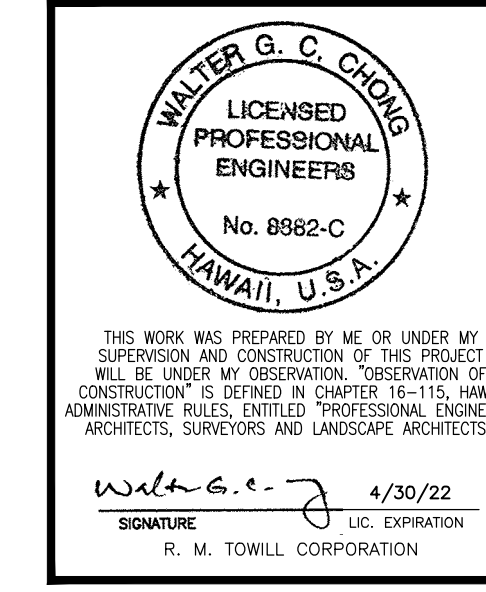 WALTER G. C. CHONG
LICENSED
PROFESSIONAL
ENGINEERS
No. 8382-C
HAWAII, U.S.A.
THIS WORK WAS PREPARED BY ME OR UNDER MY
SUPERVISION AND CONSTRUCTION OF THIS PROJECT
WILL BE UNDER MY OBSERVATION. "OBSERVATION OF
CONSTRUCTION" IS DEFINED IN CHAPTER 16-115, HAW
ADMINISTRATIVE RULES, ENTITLED "PROFESSIONAL ENGINE
ARCHITECTS, SURVEYORS AND LANDSCAPE ARCHITECTS
Walter G. C.
4/30/22
SIGNATURE
LIC. EXPIRATION
R. M. TOWILL CORPORATION